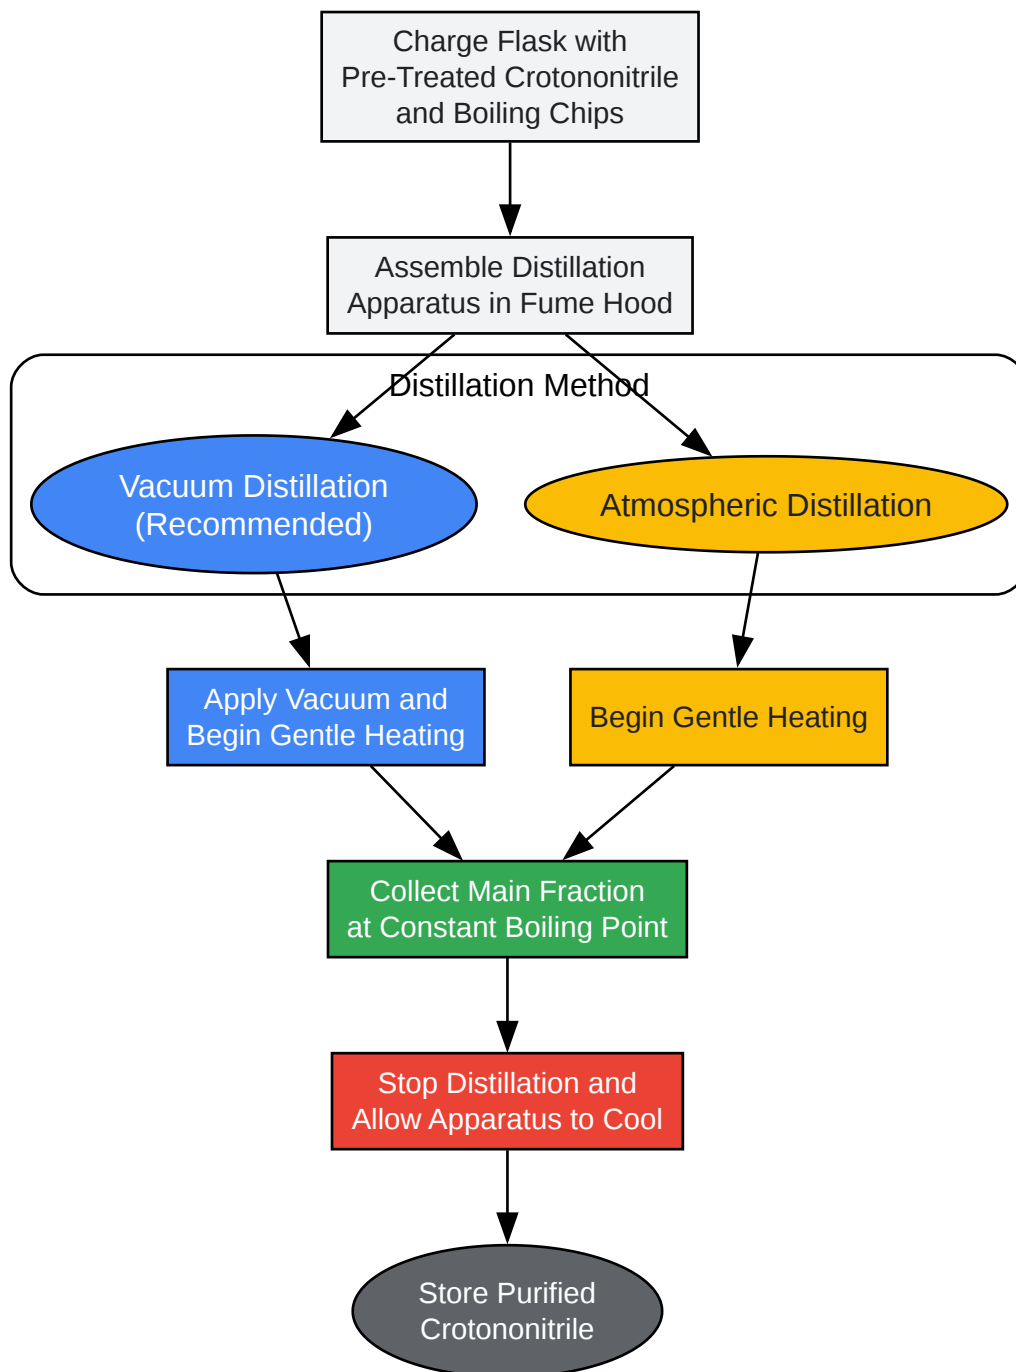 Charge Flask with
Pre-Treated Crotononitrile
and Boiling Chips
Assemble Distillation
Apparatus in Fume Hood
Distillation Method
Vacuum Distillation
(Recommended)
Atmospheric Distillation
Apply Vacuum and
Begin Gentle Heating
Begin Gentle Heating
Collect Main Fraction
at Constant Boiling Point
Stop Distillation and
Allow Apparatus to Cool
Store Purified
Crotononitrile